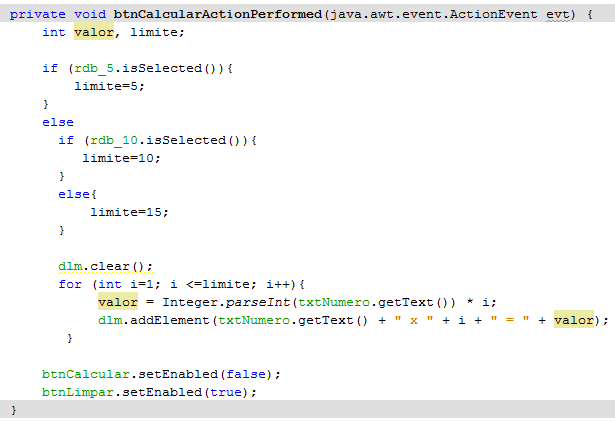 private void btnCalcularActionPerformed(java.awt.event.ActionEvent evt) {
int valor, limite;
if (rdb_5.isSelected()){
limite=5;
}
else
if (rdb_10.isSelected()){
limite=10;
}
else{
limite=15;
}
dlm.clear();
for (int i=1; i <=limite; i++){
valor = Integer.parseInt(txtNumero.getText()) * i;
dlm.addElement(txtNumero.getText() + " x " + i + " = " + valor);
}
btnCalcular.setEnabled(false);
btnLimpar.setEnabled(true);
}